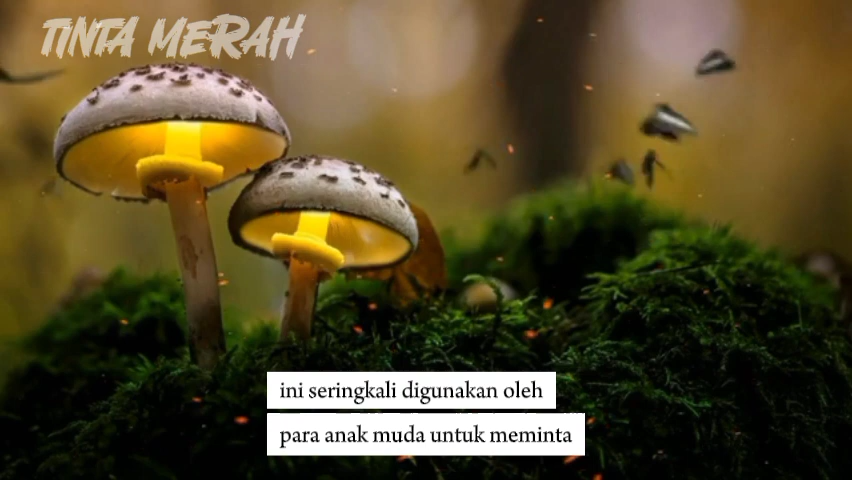 TINTA MERAH
ini seringkali digunakan oleh
para anak muda untuk meminta